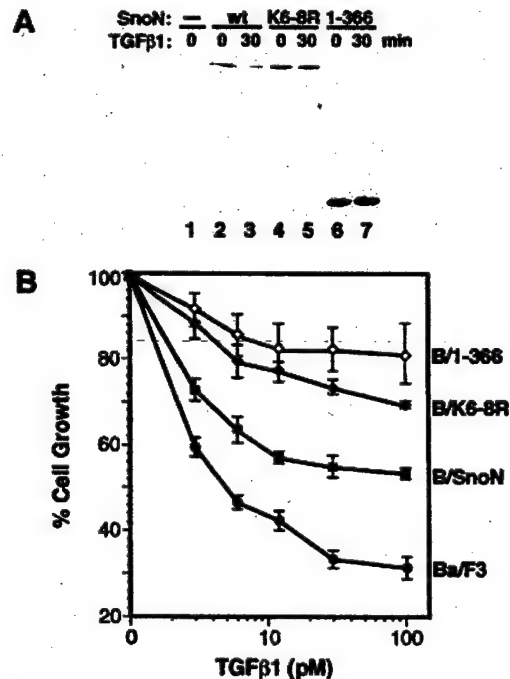 A
SnoN: — wt K6-8R 1-366
TGFβ1: 0 0 30 0 30 0 30 min
1 2 3 4 5 6 7
B
100
80
60
40
20
% Cell Growth
B/1-366
B/K6-8R
B/SnoN
Ba/F3
0 10 100
TGFβ1 (pM)